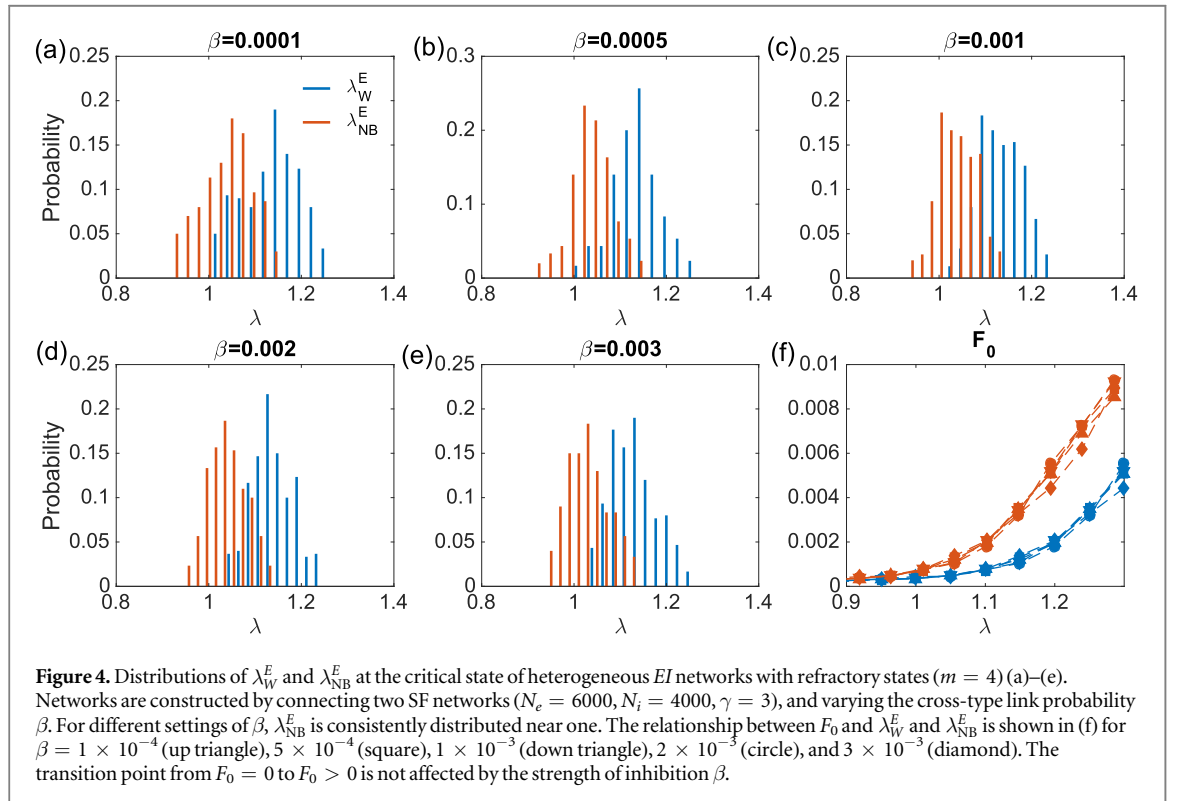 (a) β=0.0001
0.25
0.2
0.15
0.1
0.05
0
Probability
λ^E_W
λ^E_NB
0.8 1 1.2 1.4
λ
(b) β=0.0005
0.3
0.2
0.1
0
0.8 1 1.2 1.4
λ
(c) β=0.001
0.25
0.2
0.15
0.1
0.05
0
0.8 1 1.2 1.4
λ
(d) β=0.002
0.25
0.2
0.15
0.1
0.05
0
Probability
0.8 1 1.2 1.4
λ
(e) β=0.003
0.25
0.2
0.15
0.1
0.05
0
0.8 1 1.2 1.4
λ
(f) F₀
0.01
0.008
0.006
0.004
0.002
0
0.9 1 1.1 1.2
λ
Figure 4. Distributions of λ^E_W and λ^E_NB at the critical state of heterogeneous EI networks with refractory states (m = 4) (a)–(e).
Networks are constructed by connecting two SF networks (Nₑ = 6000, Nᵢ = 4000, γ = 3), and varying the cross-type link probability
β. For different settings of β, λ^E_NB is consistently distributed near one. The relationship between F₀ and λ^E_W and λ^E_NB is shown in (f) for
β = 1 × 10⁻⁴ (up triangle), 5 × 10⁻⁴ (square), 1 × 10⁻³ (down triangle), 2 × 10⁻³ (circle), and 3 × 10⁻³ (diamond). The
transition point from F₀ = 0 to F₀ > 0 is not affected by the strength of inhibition β.